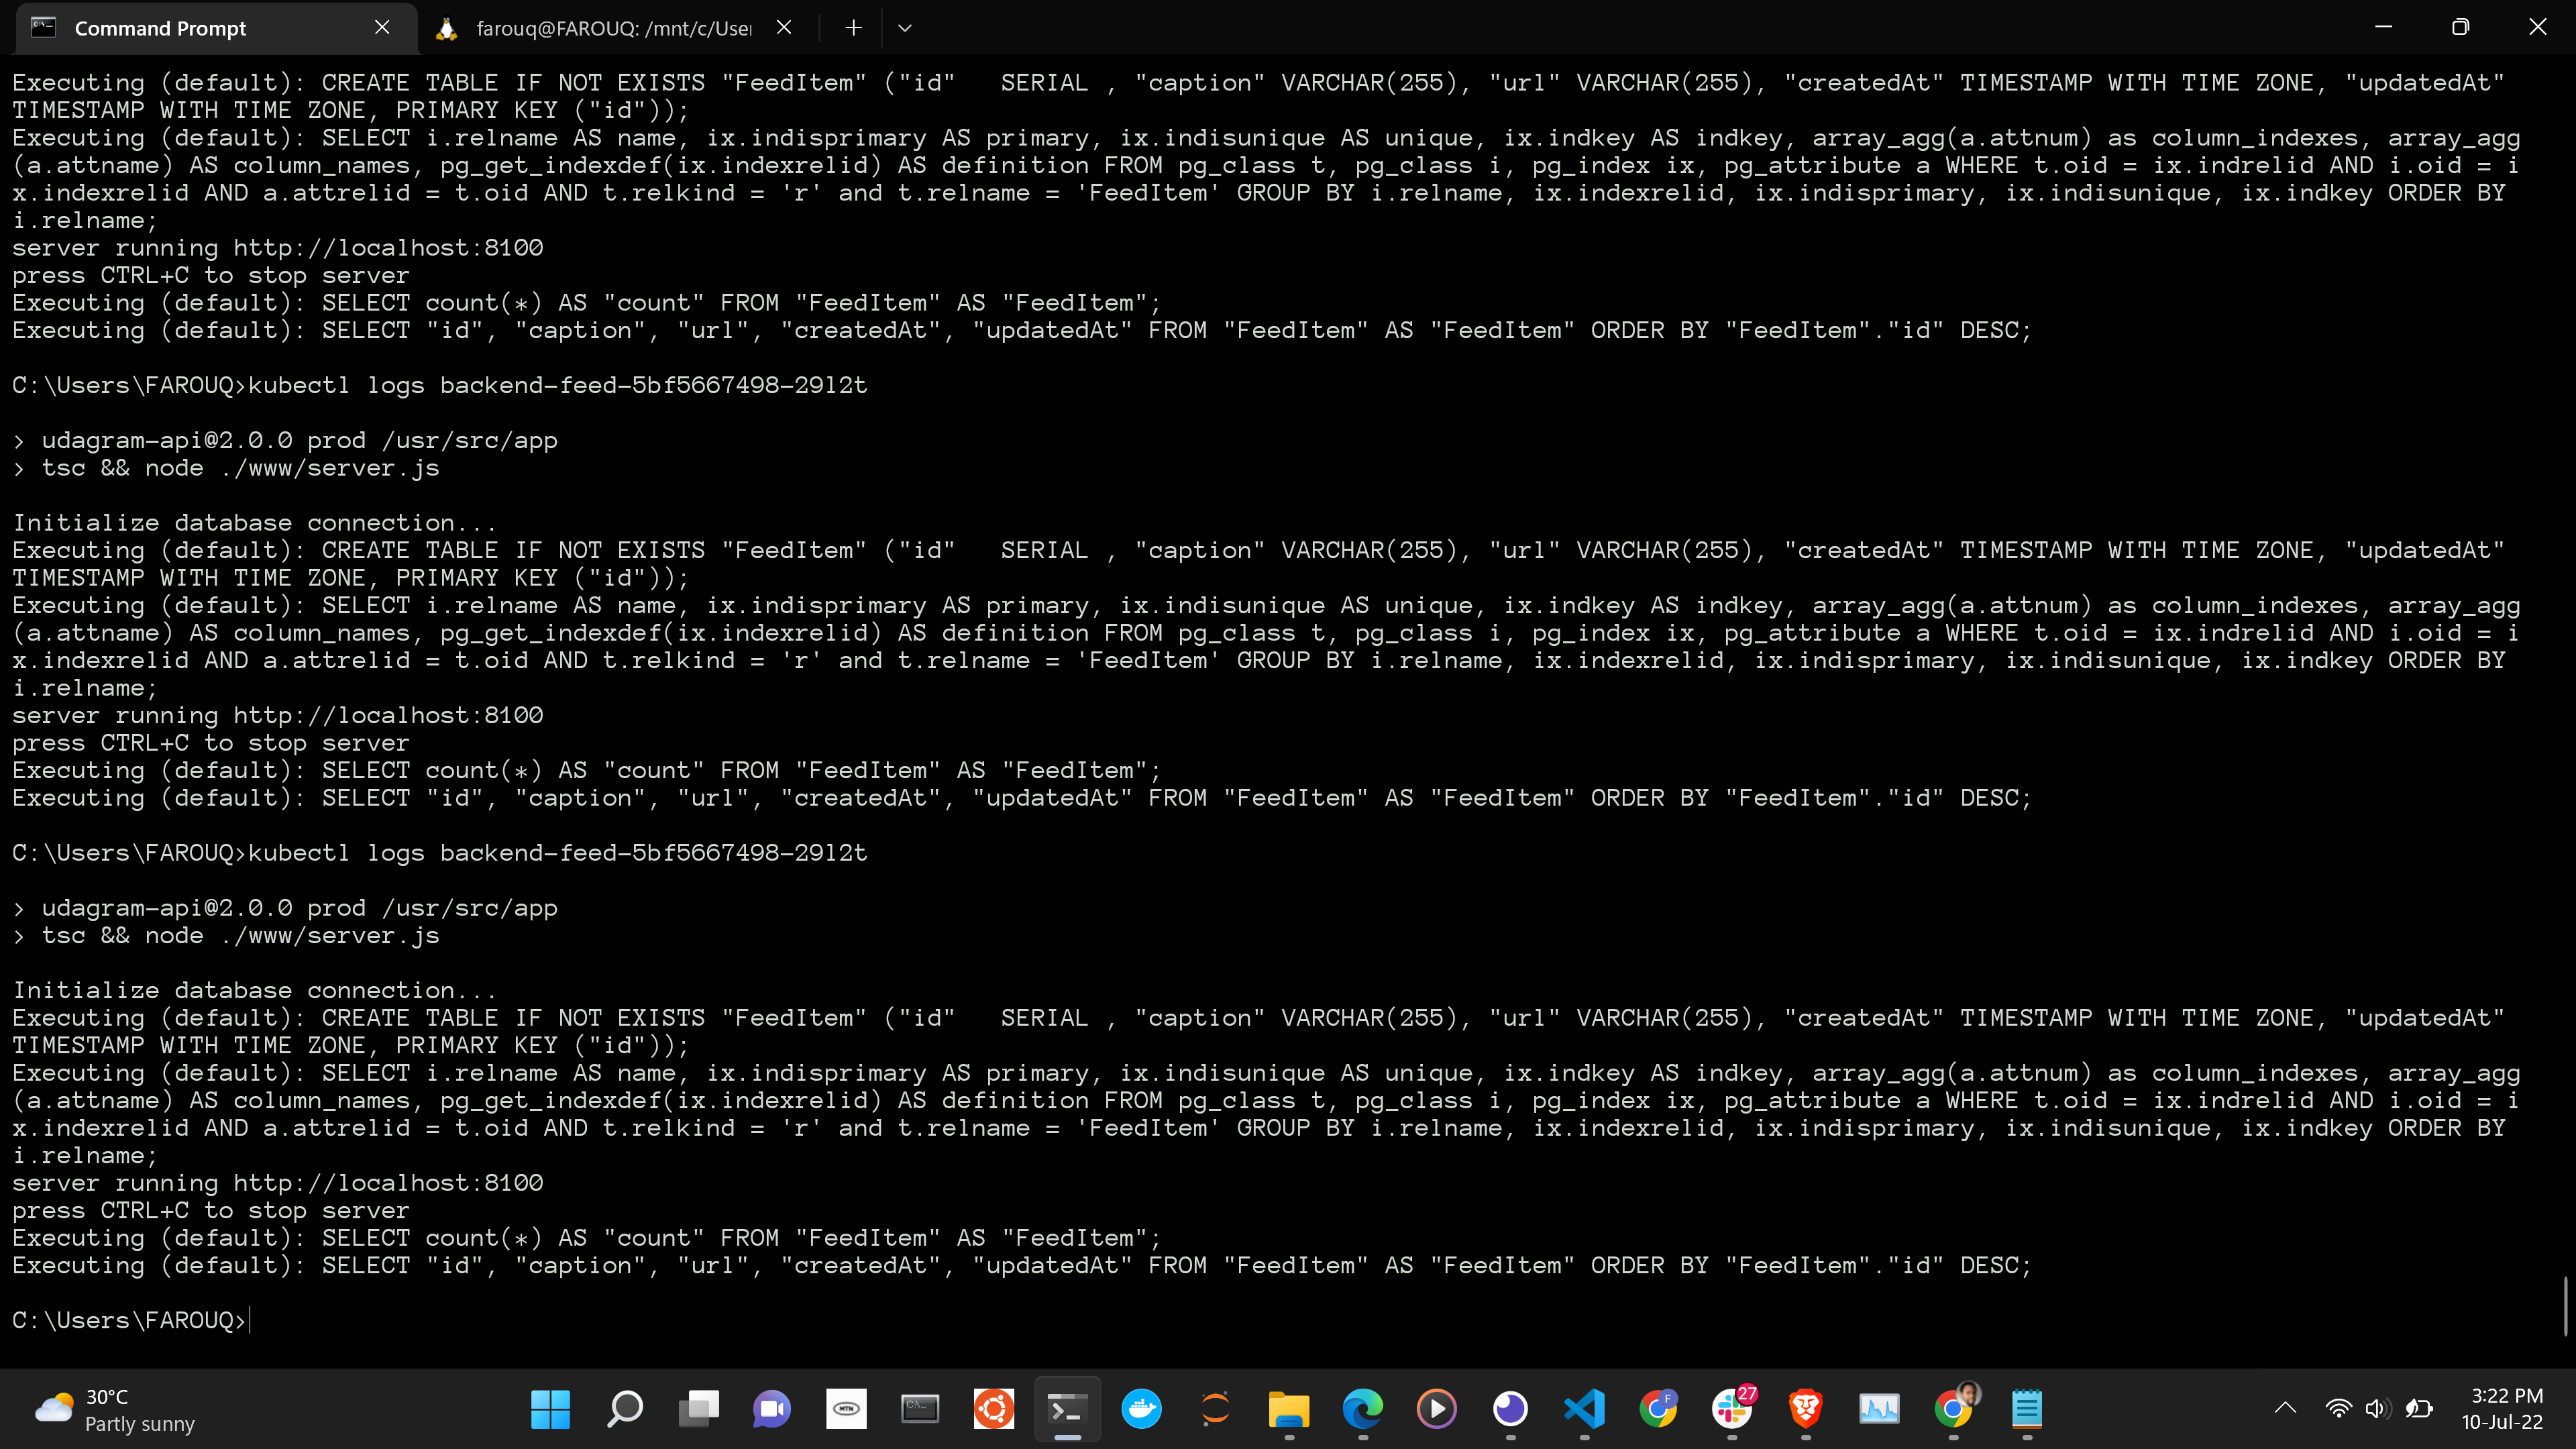 Command Prompt
farouq@FAROUQ: /mnt/c/User
Executing (default): CREATE TABLE IF NOT EXISTS "FeedItem" ("id"   SERIAL , "caption" VARCHAR(255), "url" VARCHAR(255), "createdAt" TIMESTAMP WITH TIME ZONE, "updatedAt"
TIMESTAMP WITH TIME ZONE, PRIMARY KEY ("id"));
Executing (default): SELECT i.relname AS name, ix.indisprimary AS primary, ix.indisunique AS unique, ix.indkey AS indkey, array_agg(a.attnum) as column_indexes, array_agg
(a.attname) AS column_names, pg_get_indexdef(ix.indexrelid) AS definition FROM pg_class t, pg_class i, pg_index ix, pg_attribute a WHERE t.oid = ix.indrelid AND i.oid = i
x.indexrelid AND a.attrelid = t.oid AND t.relkind = 'r' and t.relname = 'FeedItem' GROUP BY i.relname, ix.indexrelid, ix.indisprimary, ix.indisunique, ix.indkey ORDER BY
i.relname;
server running http://localhost:8100
press CTRL+C to stop server
Executing (default): SELECT count(*) AS "count" FROM "FeedItem" AS "FeedItem";
Executing (default): SELECT "id", "caption", "url", "createdAt", "updatedAt" FROM "FeedItem" AS "FeedItem" ORDER BY "FeedItem"."id" DESC;
C:\Users\FAROUQ>kubectl logs backend-feed-5bf5667498-29l2t
> udagram-api@2.0.0 prod /usr/src/app
> tsc && node ./www/server.js
Initialize database connection...
Executing (default): CREATE TABLE IF NOT EXISTS "FeedItem" ("id"   SERIAL , "caption" VARCHAR(255), "url" VARCHAR(255), "createdAt" TIMESTAMP WITH TIME ZONE, "updatedAt"
TIMESTAMP WITH TIME ZONE, PRIMARY KEY ("id"));
Executing (default): SELECT i.relname AS name, ix.indisprimary AS primary, ix.indisunique AS unique, ix.indkey AS indkey, array_agg(a.attnum) as column_indexes, array_agg
(a.attname) AS column_names, pg_get_indexdef(ix.indexrelid) AS definition FROM pg_class t, pg_class i, pg_index ix, pg_attribute a WHERE t.oid = ix.indrelid AND i.oid = i
x.indexrelid AND a.attrelid = t.oid AND t.relkind = 'r' and t.relname = 'FeedItem' GROUP BY i.relname, ix.indexrelid, ix.indisprimary, ix.indisunique, ix.indkey ORDER BY
i.relname;
server running http://localhost:8100
press CTRL+C to stop server
Executing (default): SELECT count(*) AS "count" FROM "FeedItem" AS "FeedItem";
Executing (default): SELECT "id", "caption", "url", "createdAt", "updatedAt" FROM "FeedItem" AS "FeedItem" ORDER BY "FeedItem"."id" DESC;
C:\Users\FAROUQ>kubectl logs backend-feed-5bf5667498-29l2t
> udagram-api@2.0.0 prod /usr/src/app
> tsc && node ./www/server.js
Initialize database connection...
Executing (default): CREATE TABLE IF NOT EXISTS "FeedItem" ("id"   SERIAL , "caption" VARCHAR(255), "url" VARCHAR(255), "createdAt" TIMESTAMP WITH TIME ZONE, "updatedAt"
TIMESTAMP WITH TIME ZONE, PRIMARY KEY ("id"));
Executing (default): SELECT i.relname AS name, ix.indisprimary AS primary, ix.indisunique AS unique, ix.indkey AS indkey, array_agg(a.attnum) as column_indexes, array_agg
(a.attname) AS column_names, pg_get_indexdef(ix.indexrelid) AS definition FROM pg_class t, pg_class i, pg_index ix, pg_attribute a WHERE t.oid = ix.indrelid AND i.oid = i
x.indexrelid AND a.attrelid = t.oid AND t.relkind = 'r' and t.relname = 'FeedItem' GROUP BY i.relname, ix.indexrelid, ix.indisprimary, ix.indisunique, ix.indkey ORDER BY
i.relname;
server running http://localhost:8100
press CTRL+C to stop server
Executing (default): SELECT count(*) AS "count" FROM "FeedItem" AS "FeedItem";
Executing (default): SELECT "id", "caption", "url", "createdAt", "updatedAt" FROM "FeedItem" AS "FeedItem" ORDER BY "FeedItem"."id" DESC;
C:\Users\FAROUQ>
30°C
Partly sunny
MTN
F
27
3:22 PM
10-Jul-22